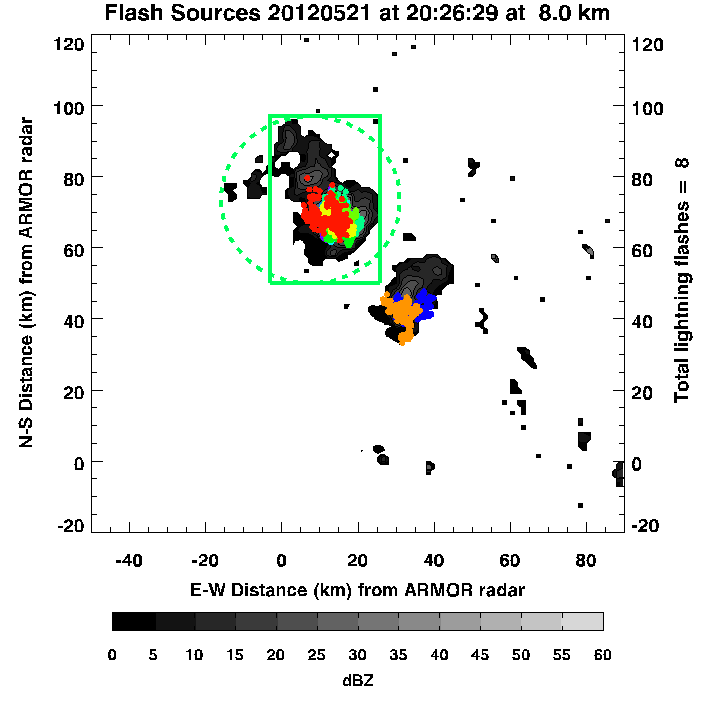 Flash Sources 20120521 at 20:26:29 at 8.0 km
120 120
100 100
80 80
60 60
40 40
20 20
0 0
-20 -20
N-S Distance (km) from ARMOR radar
Total lightning flashes = 8
-40 -20 0 20 40 60 80
E-W Distance (km) from ARMOR radar
0 5 10 15 20 25 30 35 40 45 50 55 60
dBZ